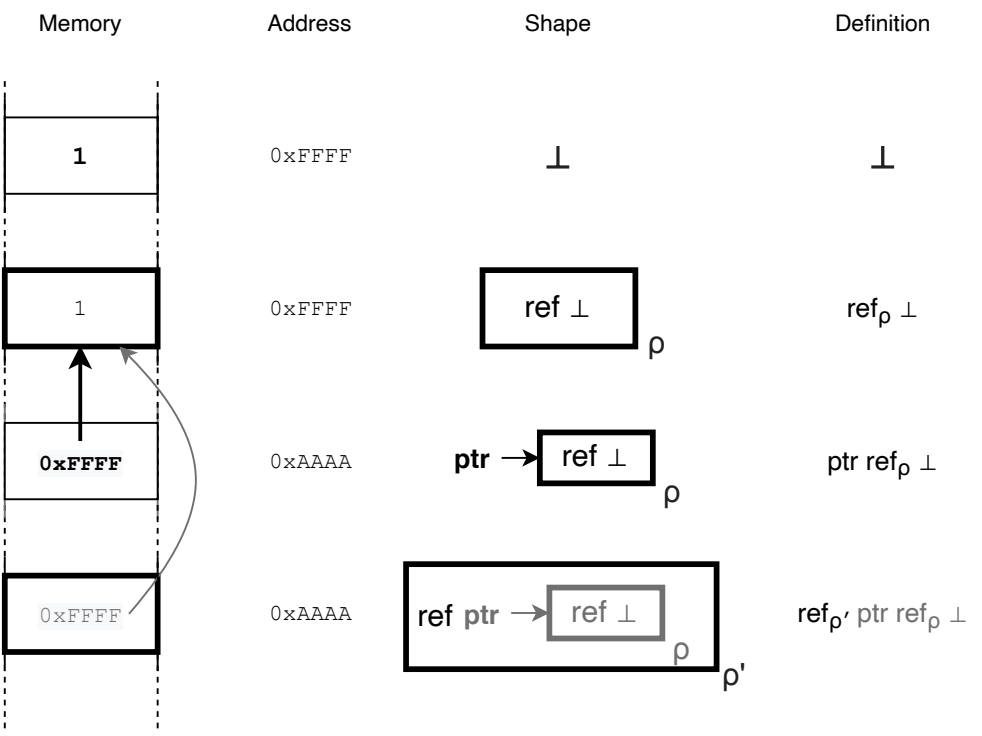 Memory Address Shape Definition
1 0xFFFF ⊥ ⊥
1 0xFFFF ref ⊥ ρ refρ ⊥
0xFFFF 0xAAAA ptr ref ⊥ ρ ptr refρ ⊥
0xFFFF 0xAAAA ref ptr ref ⊥ ρ ρ' refρ′ ptr refρ ⊥